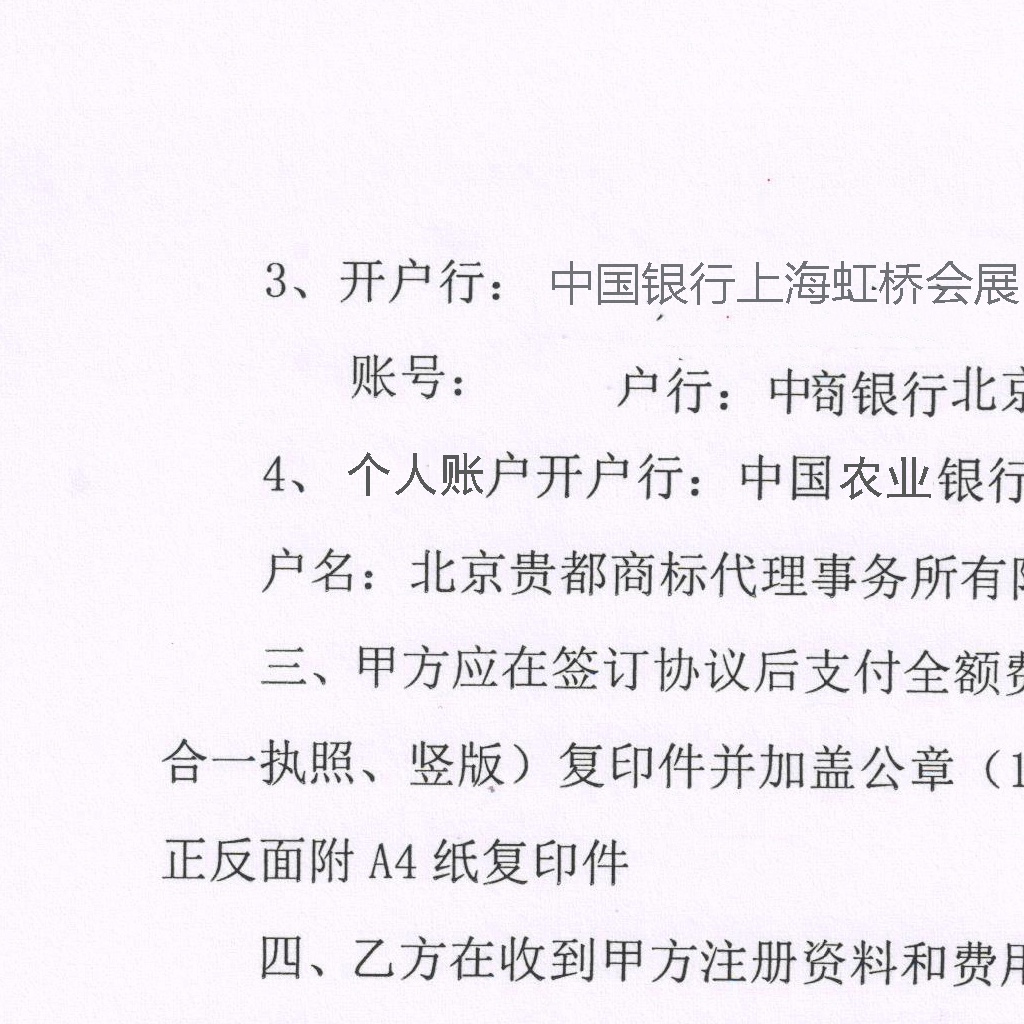 3、开户行： 中国银行上海虹桥会展
账号： 户行：中商银行北京
4、个人账户开户行：中国农业银行
户名：北京贵都商标代理事务所有限
三、甲方应在签订协议后支付全额费
合一执照、竖版）复印件并加盖公章（1
正反面附 A4 纸复印件
四、乙方在收到甲方注册资料和费用